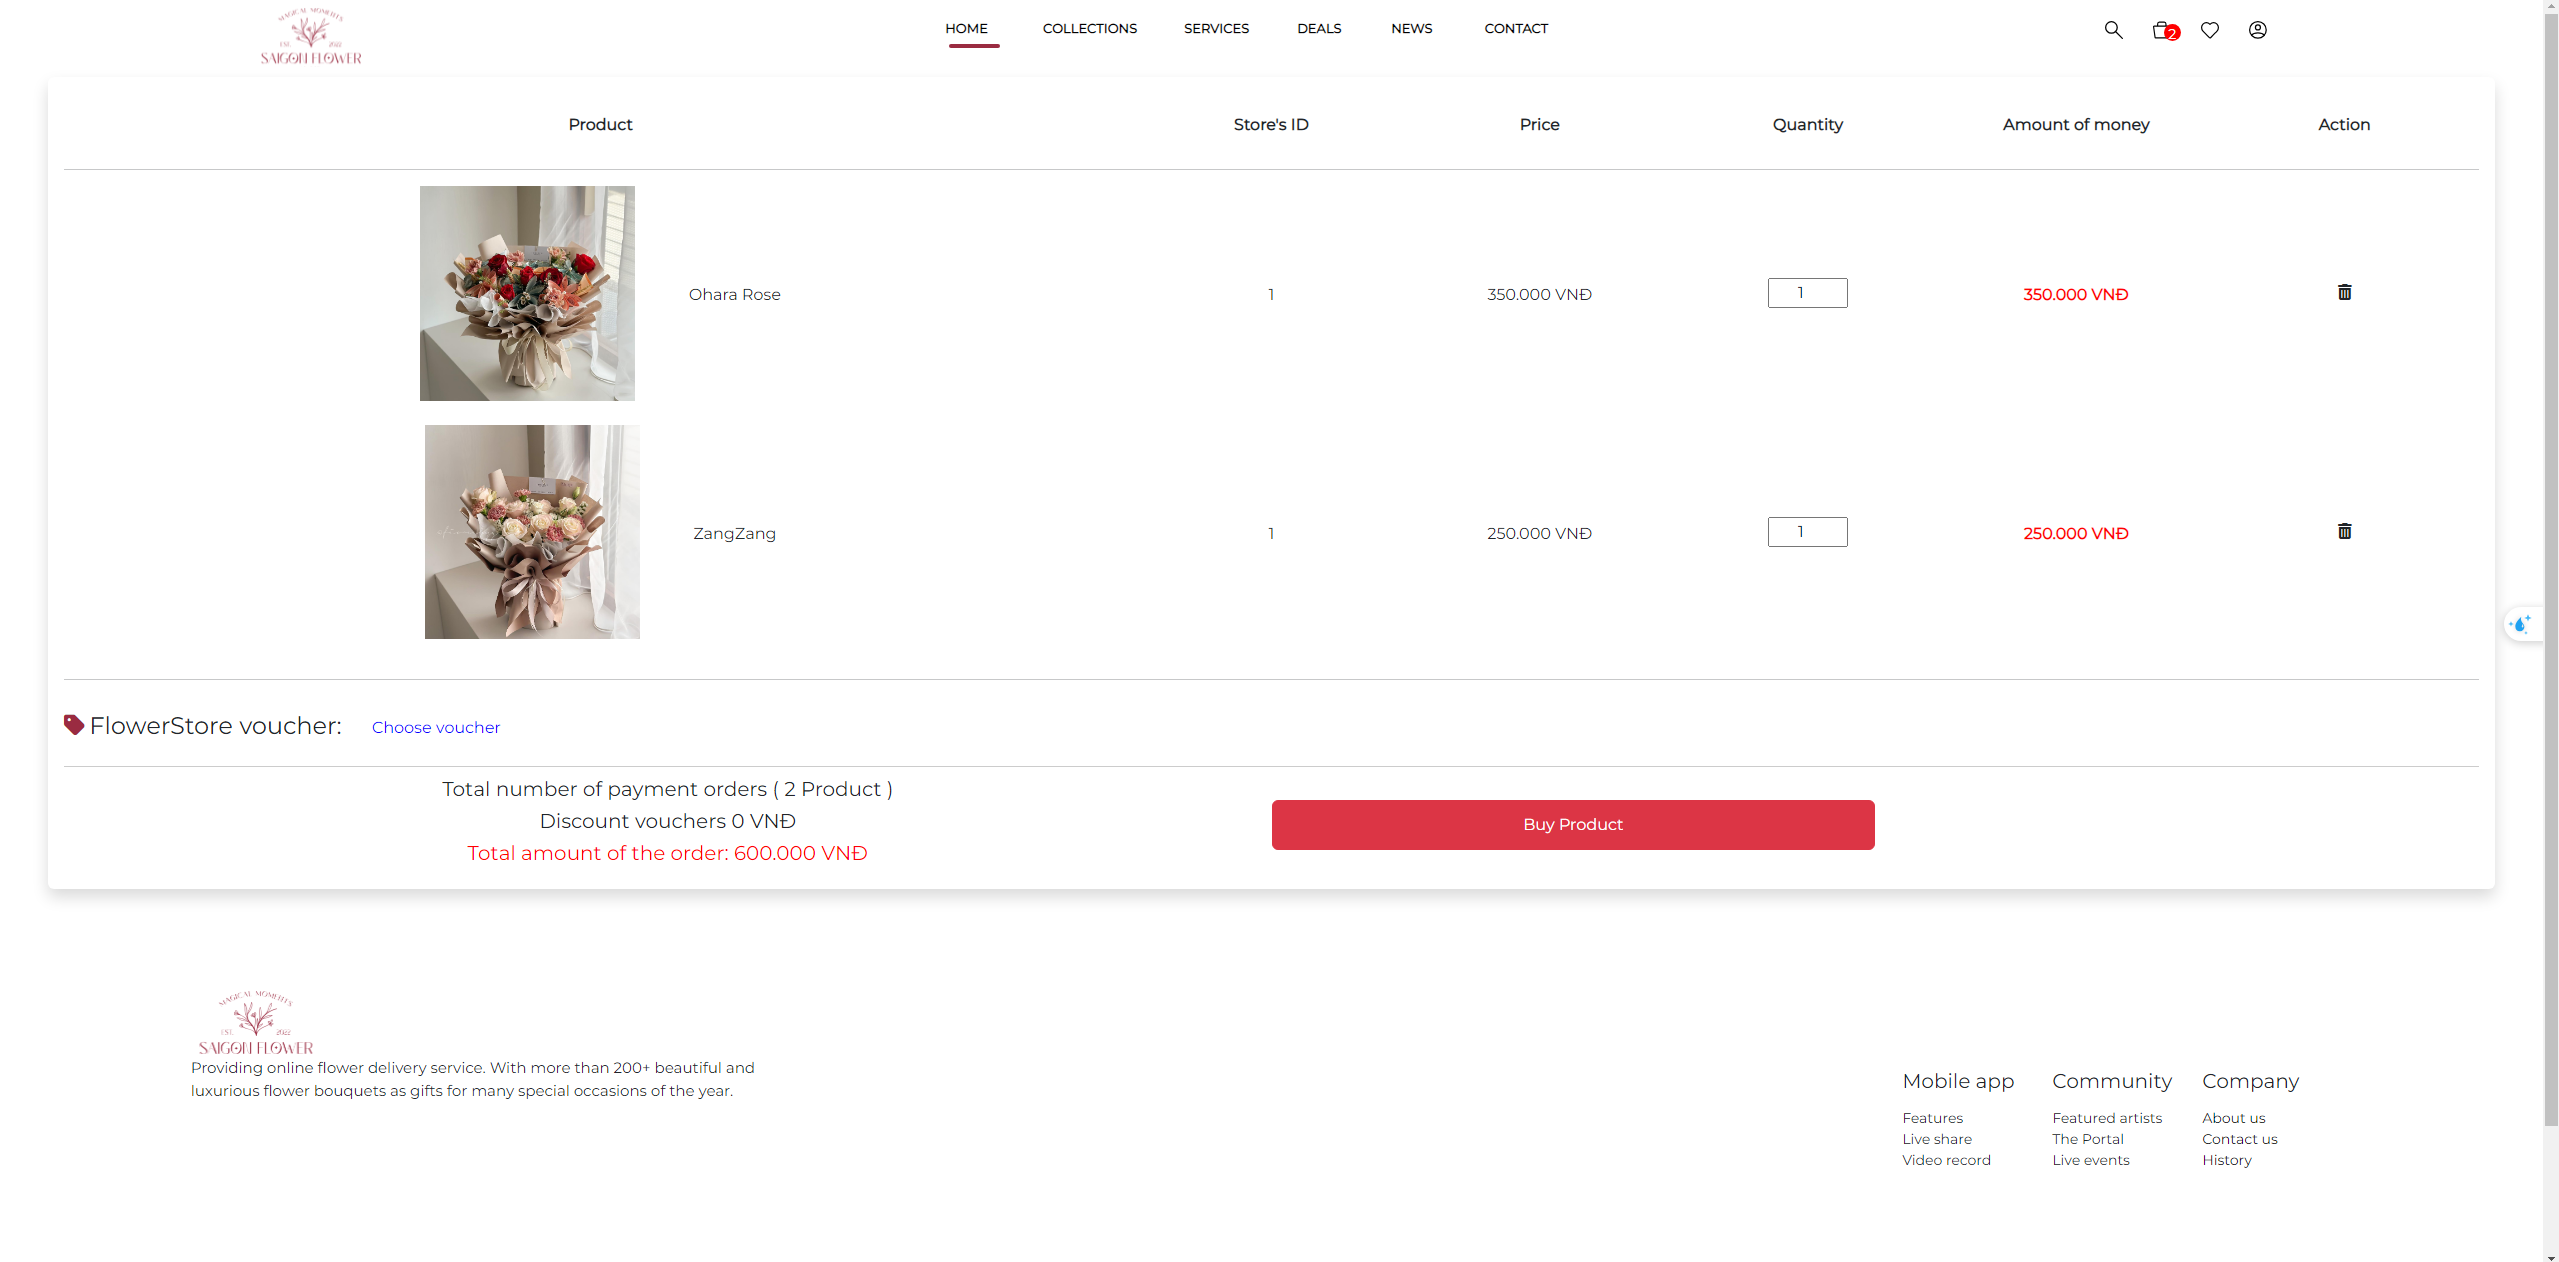 MAGICAL MOMENTS
EST. 2022
SAIGON FLOWER
HOME COLLECTIONS SERVICES DEALS NEWS CONTACT
2
Product Store's ID Price Quantity Amount of money Action
Ohara Rose 1 350.000 VNĐ 1 350.000 VNĐ
ZangZang 1 250.000 VNĐ 1 250.000 VNĐ
FlowerStore voucher: Choose voucher
Total number of payment orders ( 2 Product )
Discount vouchers 0 VNĐ
Total amount of the order: 600.000 VNĐ
Buy Product
MAGICAL MOMENTS
EST. 2022
SAIGON FLOWER
Providing online flower delivery service. With more than 200+ beautiful and
luxurious flower bouquets as gifts for many special occasions of the year.
Mobile app Community Company
Features Featured artists About us
Live share The Portal Contact us
Video record Live events History